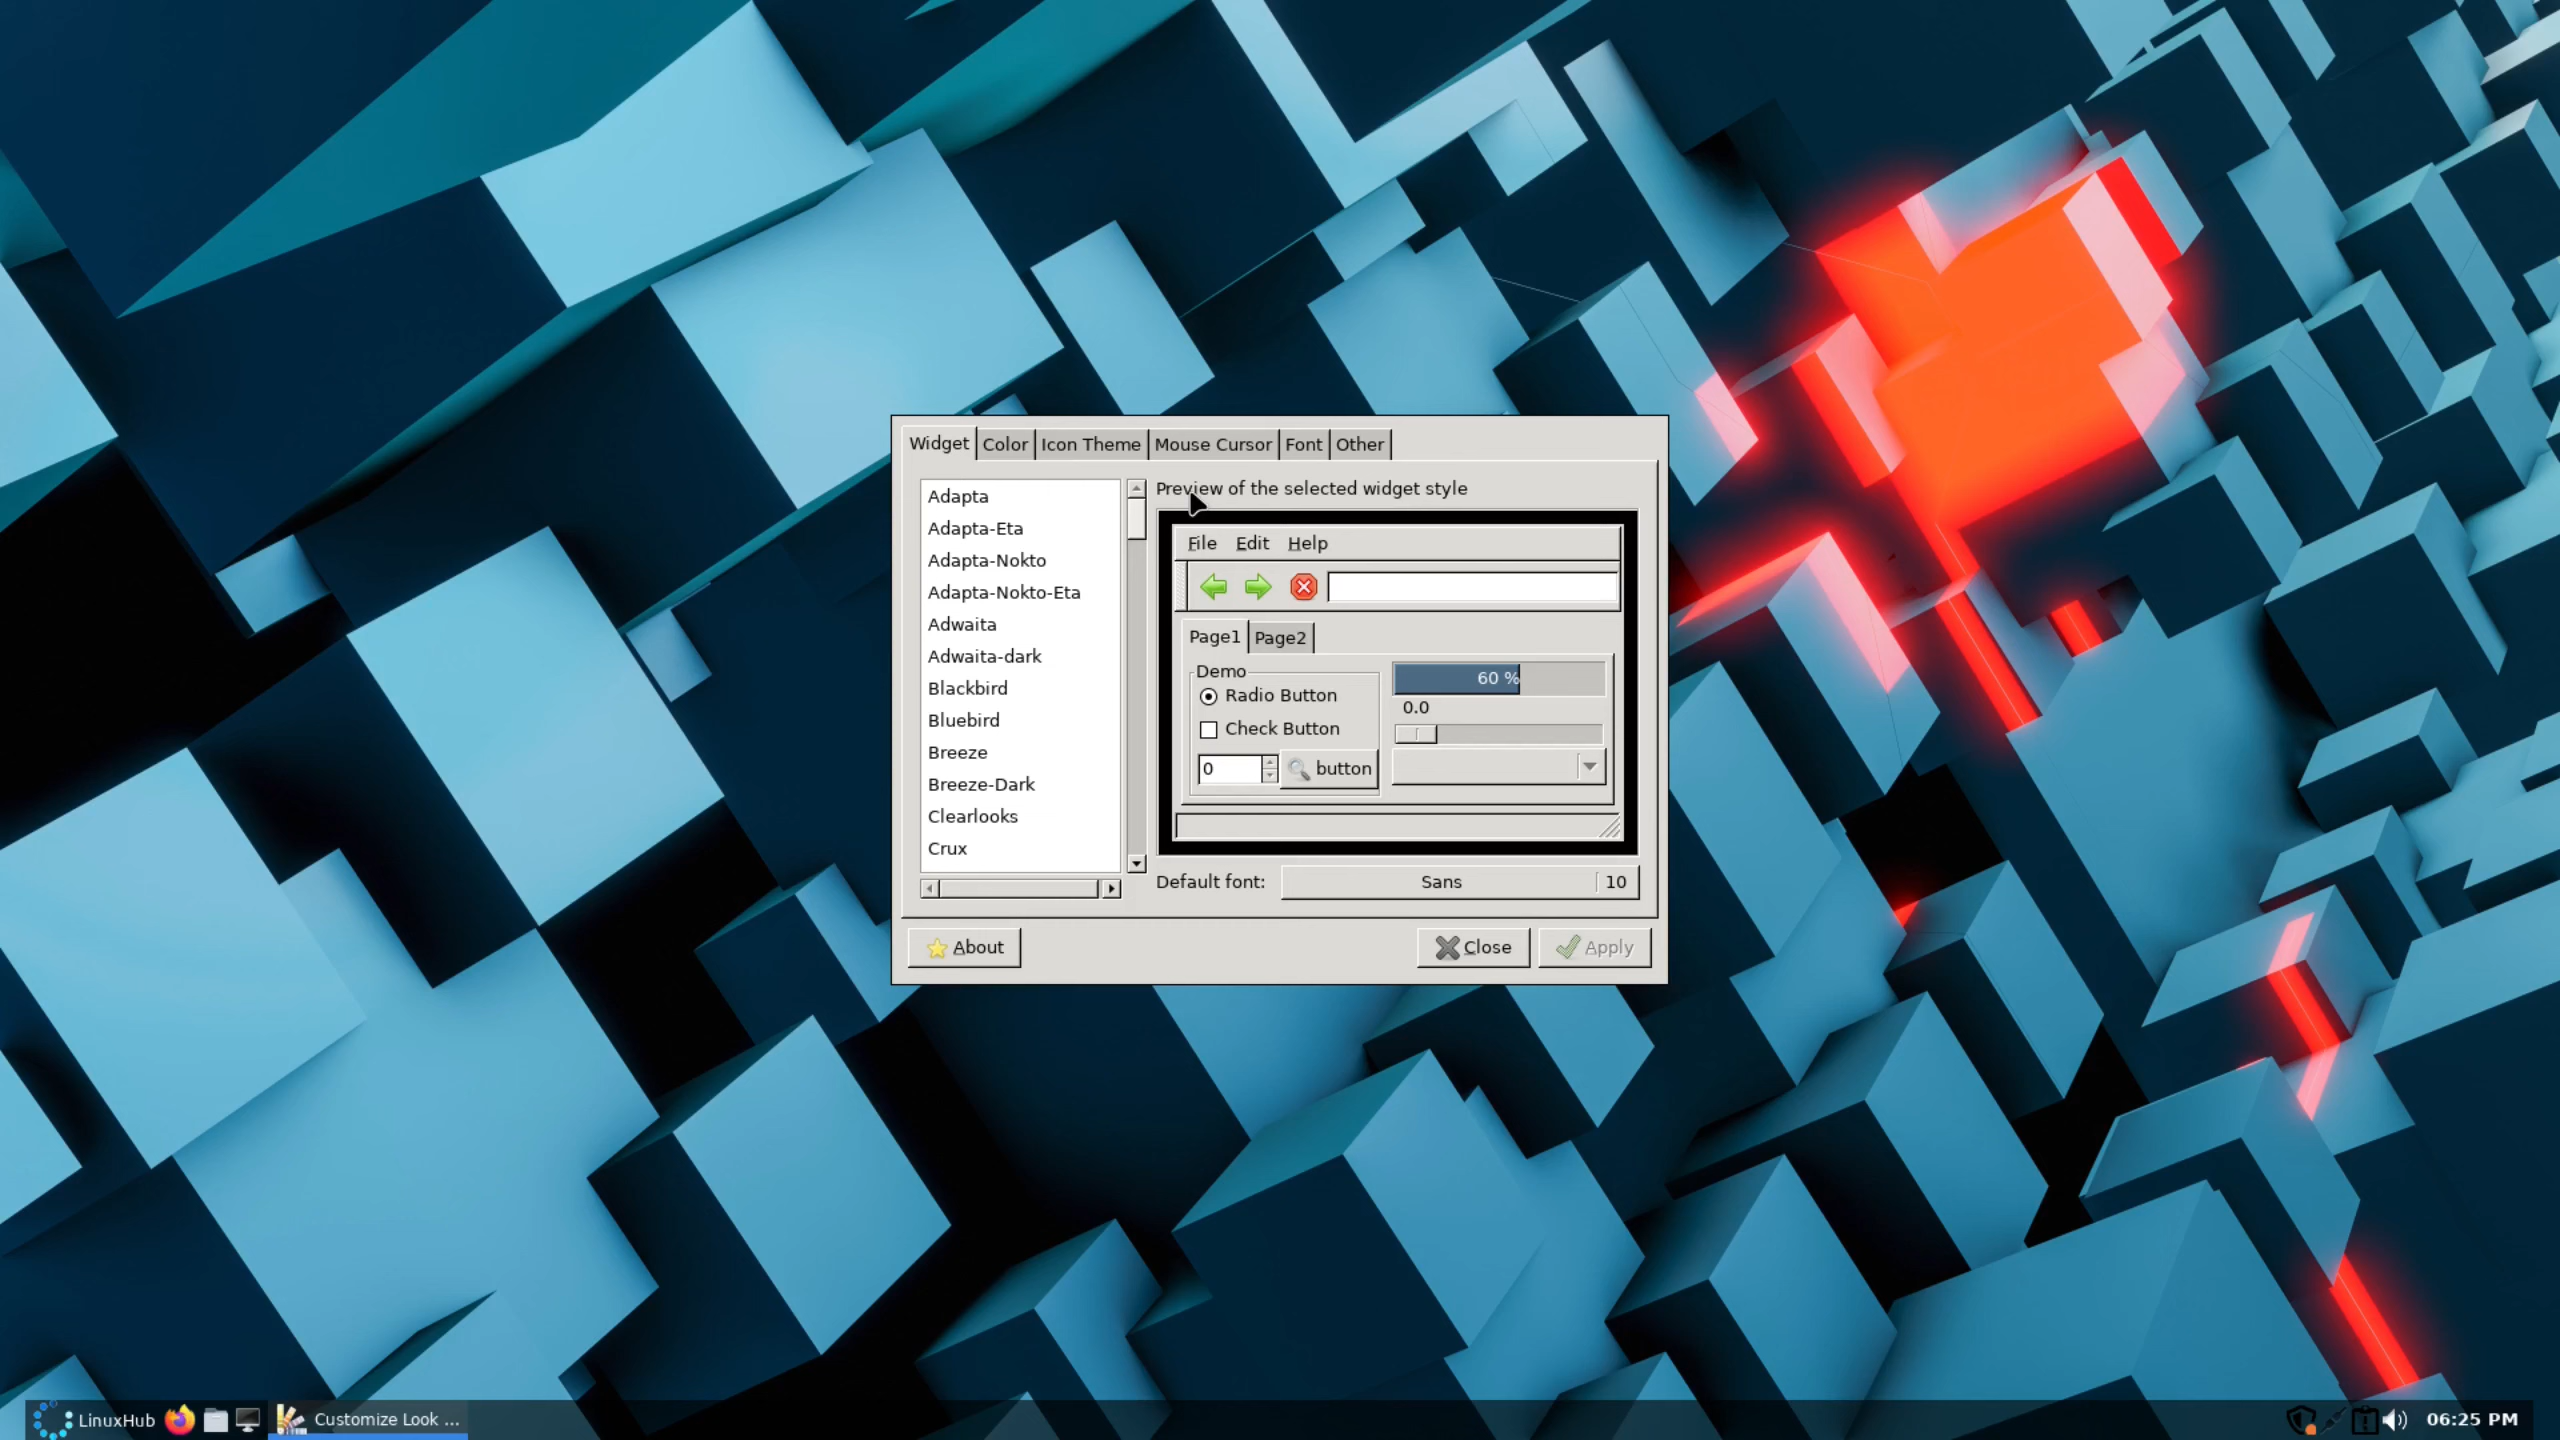 Widget Color Icon Theme Mouse Cursor Font Other
Adapta
Adapta-Eta
Adapta-Nokto
Adapta-Nokto-Eta
Adwaita
Adwaita-dark
Blackbird
Bluebird
Breeze
Breeze-Dark
Clearlooks
Crux
Preview of the selected widget style
File Edit Help
Page1 Page2
Demo
Radio Button
Check Button
0 button
60 %
0.0
Default font: Sans 10
About Close Apply
LinuxHub Customize Look ... 06:25 PM